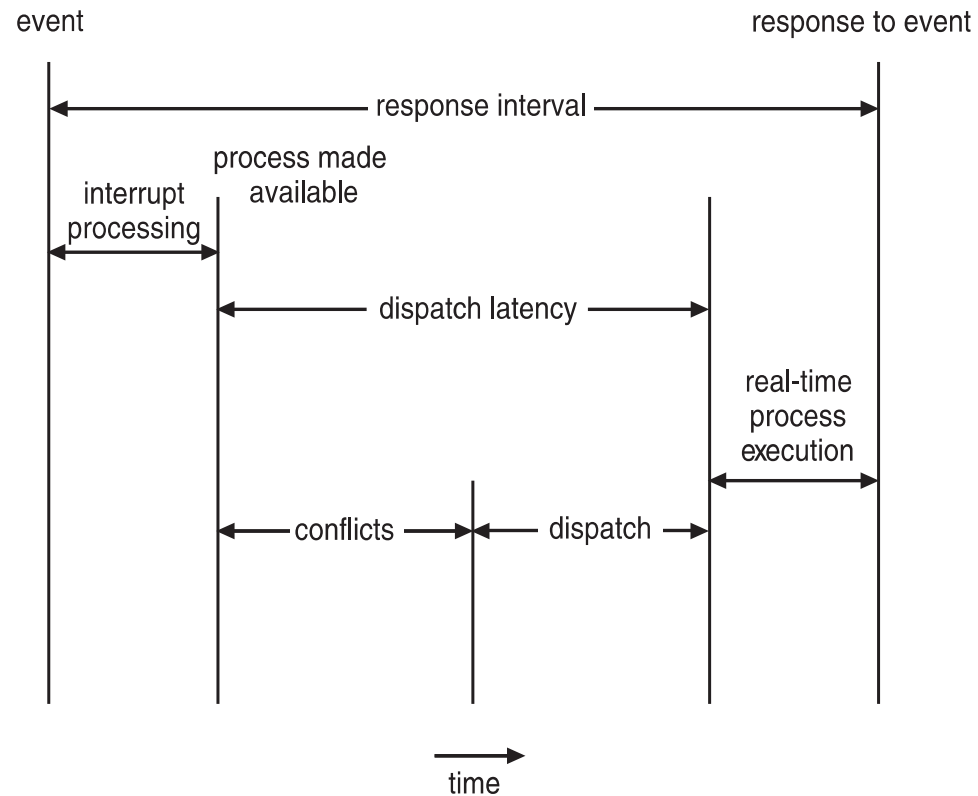 event
response to event
response interval
process made
available
interrupt
processing
dispatch latency
real-time
process
execution
conflicts
dispatch
time